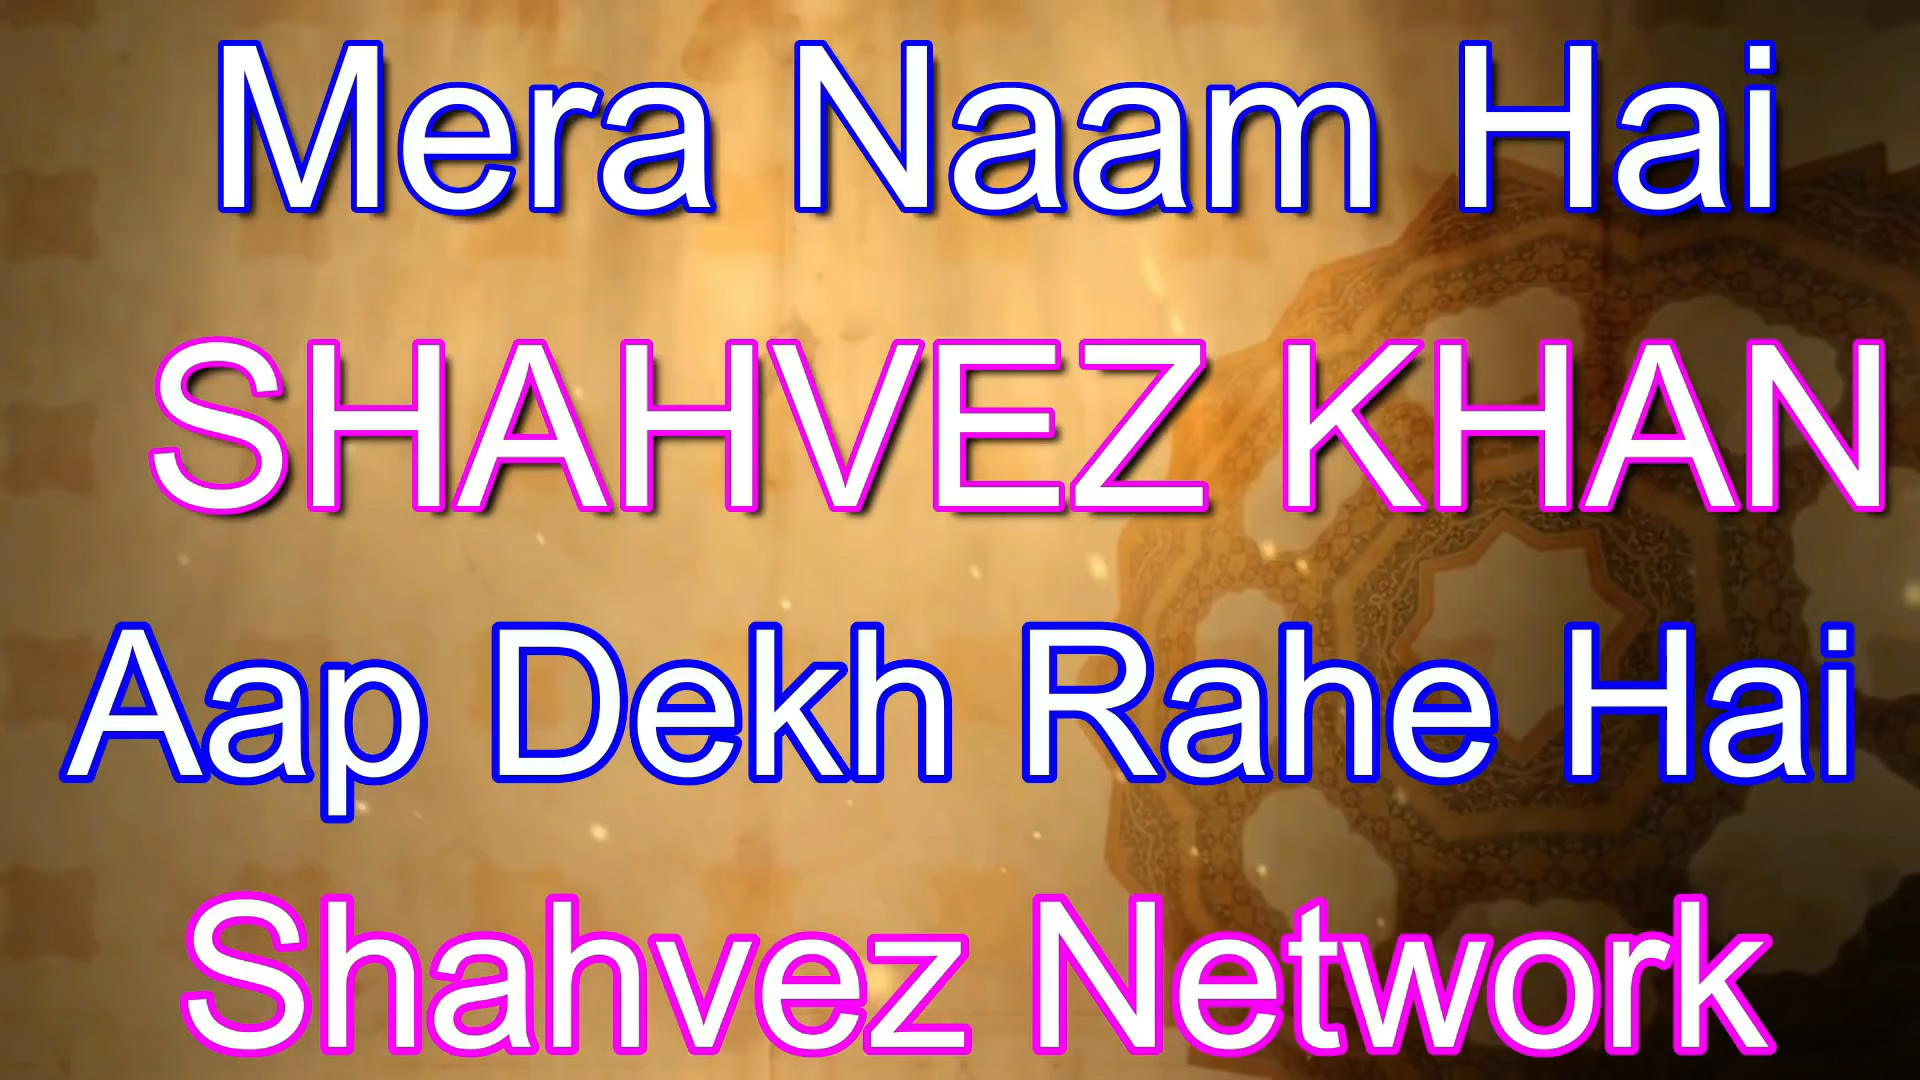 Mera Naam Hai
SHAHVEZ KHAN
Aap Dekh Rahe Hai
Shahvez Network